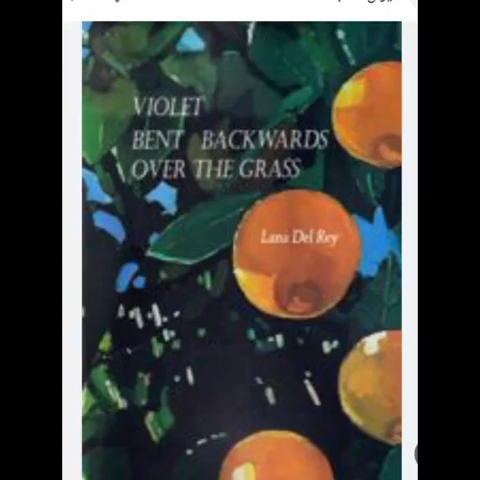 VIOLET
BENT BACKWARDS
OVER THE GRASS
Lana Del Rey